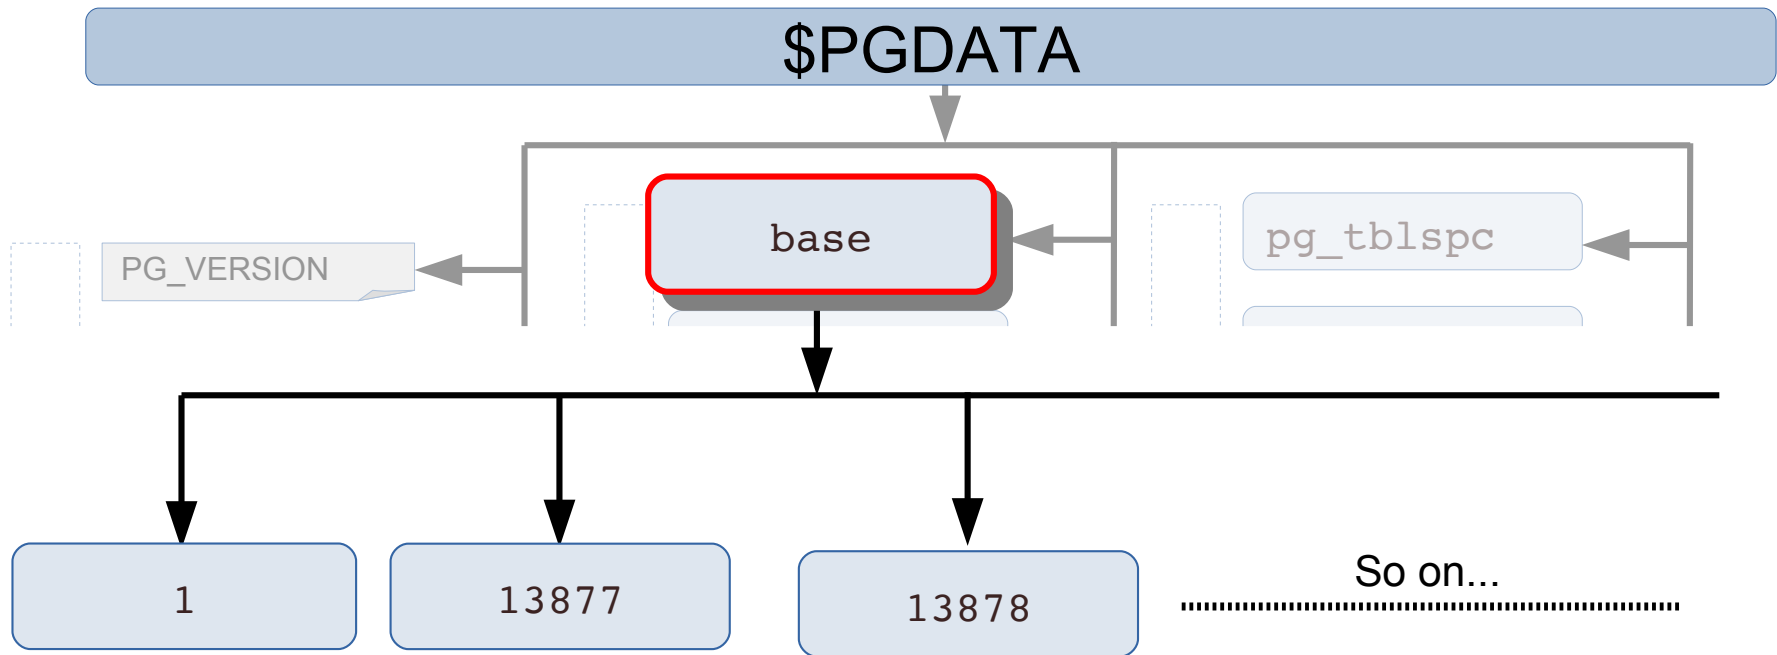 $PGDATA
base
pg_tblspc
PG_VERSION
1
13877
13878
So on...